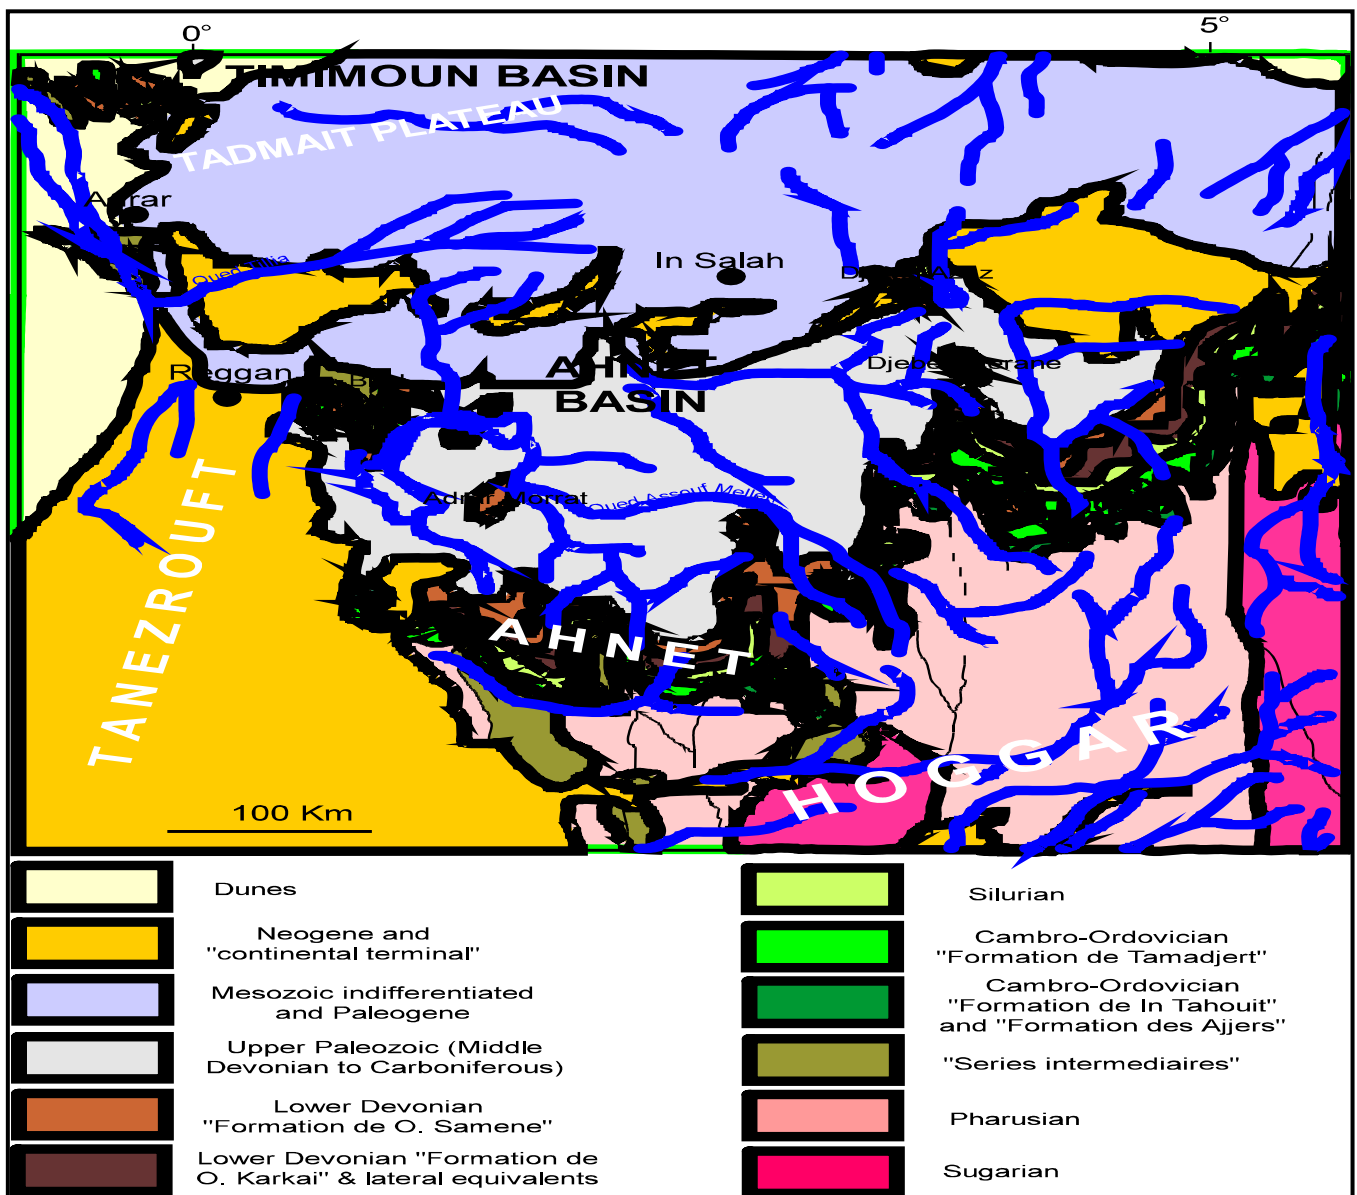 0°
5°
TIMIMOUN BASIN
TADMAIT PLATEAU
Adrar
In Salah
Reggan
AHNET
BASIN
Adrar Morrat
TANEZROUFT
AHNET
HOGGAR
100 Km
Dunes
Neogene and
"continental terminal"
Mesozoic indifferentiated
and Paleogene
Upper Paleozoic (Middle
Devonian to Carboniferous)
Lower Devonian
"Formation de O. Samene"
Lower Devonian "Formation de
O. Karkai" & lateral equivalents
Silurian
Cambro-Ordovician
"Formation de Tamadjert"
Cambro-Ordovician
"Formation de In Tahouit"
and "Formation des Ajjers"
"Series intermediaires"
Pharusian
Sugarian